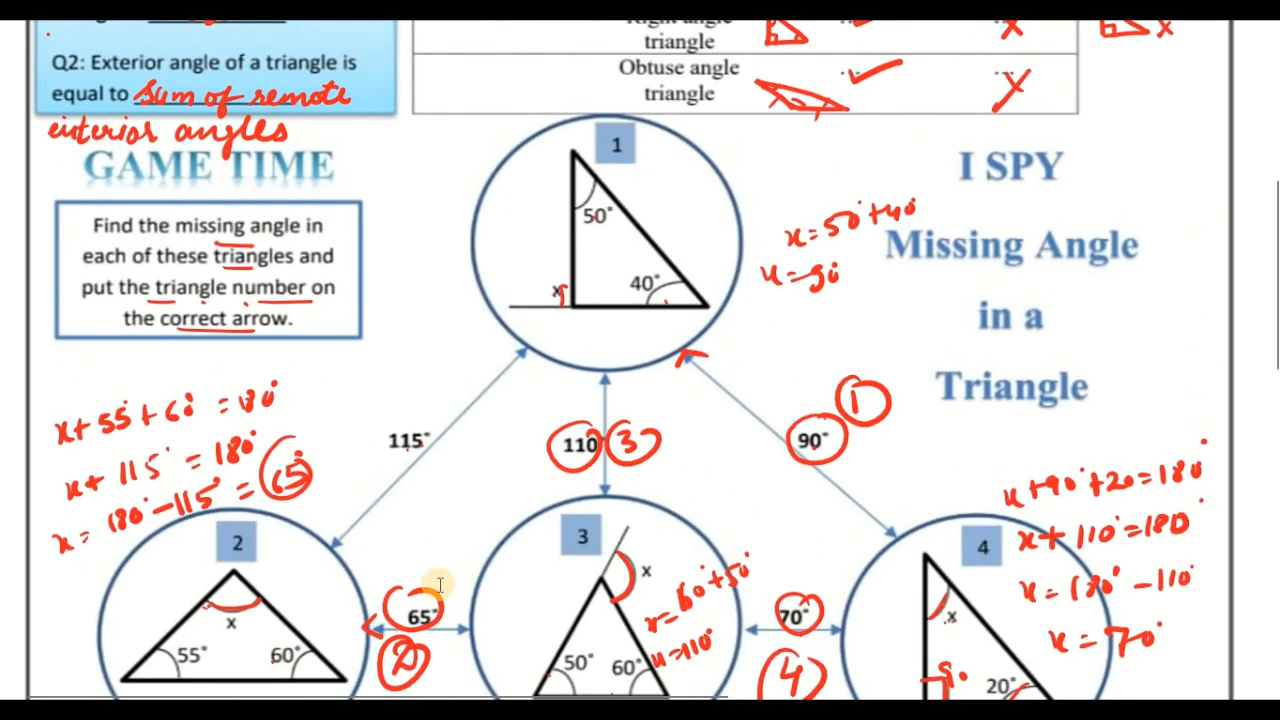 Q2: Exterior angle of a triangle is
equal to sum of remote
interior angles
Right angle
triangle
x
Obtuse angle
triangle
GAME TIME
Find the missing angle in
each of these triangles and
put the triangle number on
the correct arrow.
I SPY
Missing Angle
in a
Triangle
1
50°
40°
x
x = 50° + 40°
x = 90°
115°
110
3
90°
1
x + 55° + 60° = 180°
x + 115° = 180°
x = 180° - 115° = 65°
x + 90° + 20 = 180°
x + 110° = 180°
x = 180° - 110°
x = 70°
2
x
55°
60°
65°
2
3
x
50°
60°
x = 60° + 50°
x = 110°
70°
4
4
x
90
20°